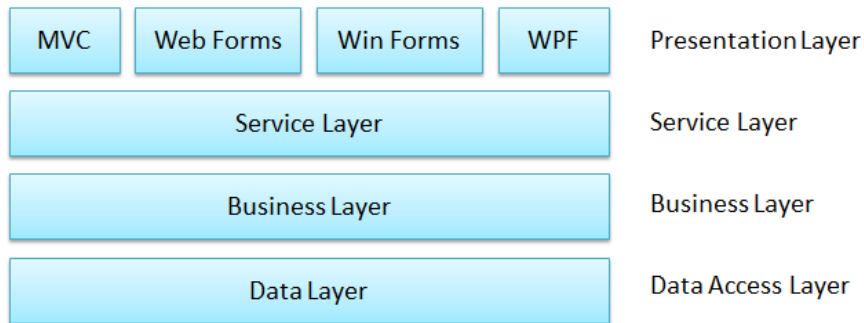 MVC Web Forms Win Forms WPF Presentation Layer
Service Layer Service Layer
Business Layer Business Layer
Data Layer Data Access Layer